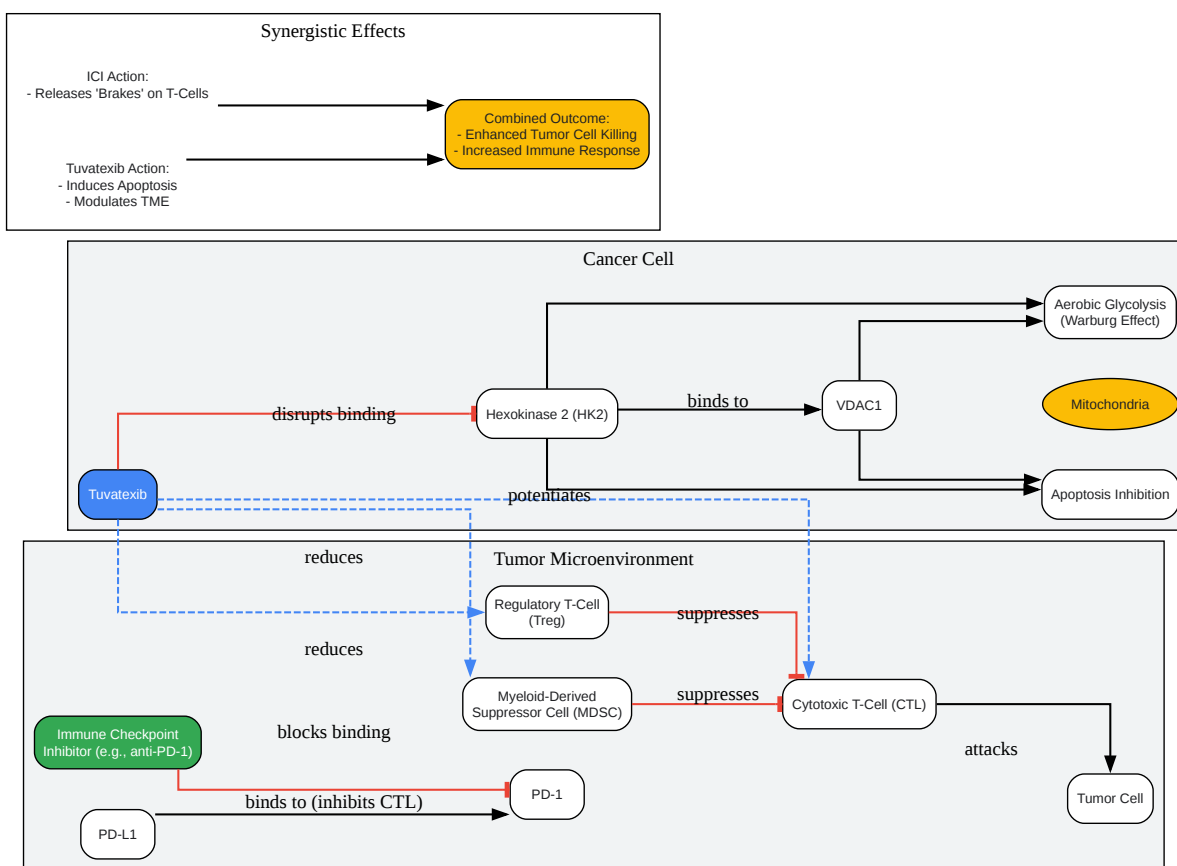 Synergistic Effects
ICI Action:
- Releases 'Brakes' on T-Cells
Combined Outcome:
- Enhanced Tumor Cell Killing
- Increased Immune Response
Tuvatexib Action:
- Induces Apoptosis
- Modulates TME
Cancer Cell
Aerobic Glycolysis
(Warburg Effect)
disrupts binding
Hexokinase 2 (HK2)
binds to
VDAC1
Mitochondria
Tuvatexib
potentiates
Apoptosis Inhibition
Tumor Microenvironment
reduces
Regulatory T-Cell
(Treg)
suppresses
reduces
Myeloid-Derived
Suppressor Cell (MDSC)
suppresses
Cytotoxic T-Cell (CTL)
Immune Checkpoint
Inhibitor (e.g., anti-PD-1)
blocks binding
attacks
binds to (inhibits CTL)
PD-1
Tumor Cell
PD-L1